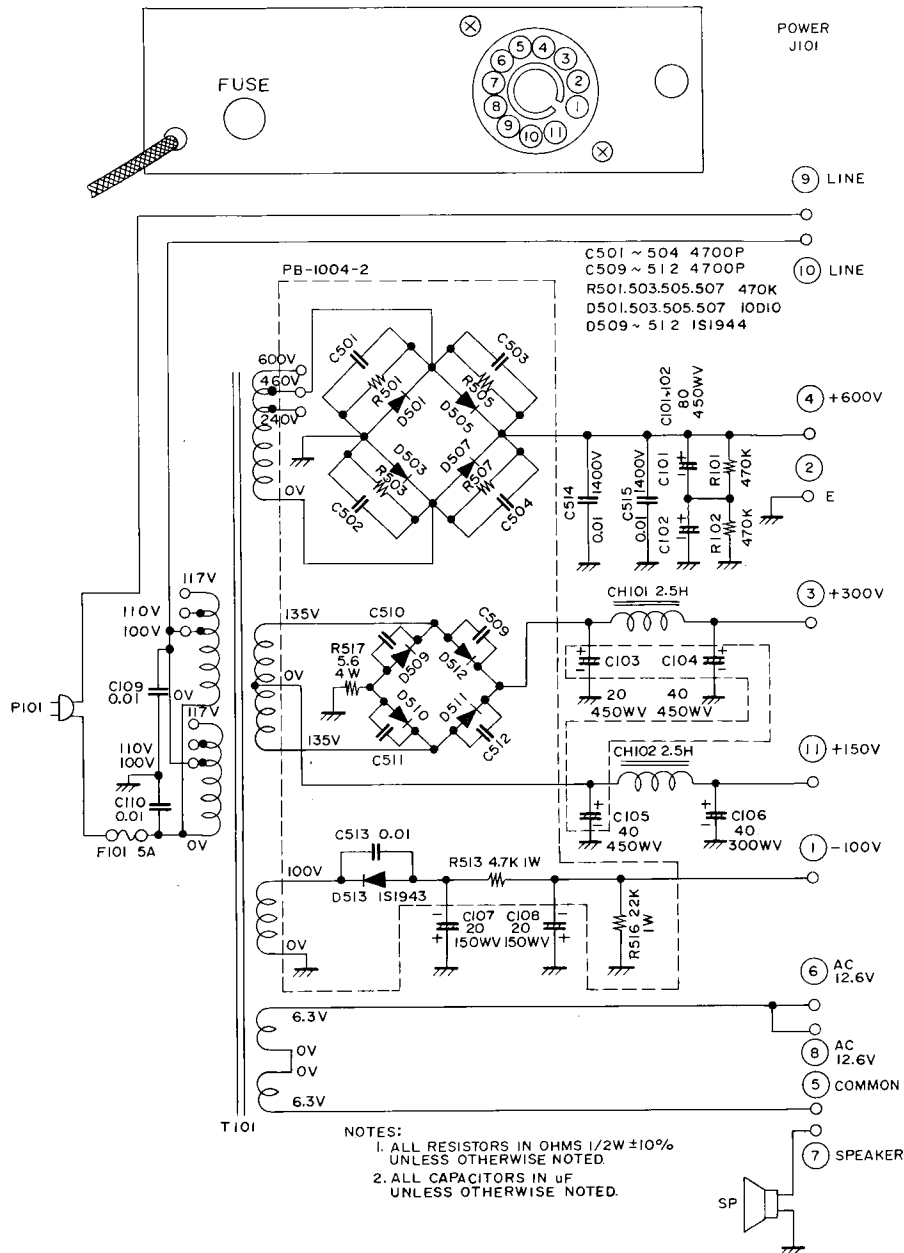 POWER
J101
FUSE
5
4
6
3
7
2
8
1
9
10
11
9 LINE
10 LINE
PB-1004-2
C501 ~ 504 4700P
C509 ~ 512 4700P
R501.503.505.507 470K
D501.503.505.507 10D10
D509 ~ 512 1S1944
600V
460V
240V
0V
C501
R501
D501
C503
R505
D505
D503
R503
C502
D507
R507
C504
C514
1400V
0.01
C515
1400V
0.01
C101,102
80
450WV
C101
C102
R101
470K
R102
470K
4 +600V
2
E
117V
110V
100V
0V
117V
110V
100V
0V
P101
C109
0.01
C110
0.01
F101 5A
135V
0V
135V
R517
5.6
4W
C510
C509
D509
D512
D510
D511
C511
C512
CH101 2.5H
3 +300V
C103
20
450WV
C104
40
450WV
CH102 2.5H
11 +150V
C105
40
450WV
C106
40
300WV
1 -100V
100V
0V
C513 0.01
D513 1S1943
R513 4.7K 1W
C107
20
150WV
C108
20
150WV
R516 22K
1W
6 AC
12.6V
8 AC
12.6V
5 COMMON
7 SPEAKER
6.3V
0V
0V
6.3V
T101
NOTES:
1. ALL RESISTORS IN OHMS 1/2W ±10%
UNLESS OTHERWISE NOTED.
2. ALL CAPACITORS IN uF
UNLESS OTHERWISE NOTED.
SP